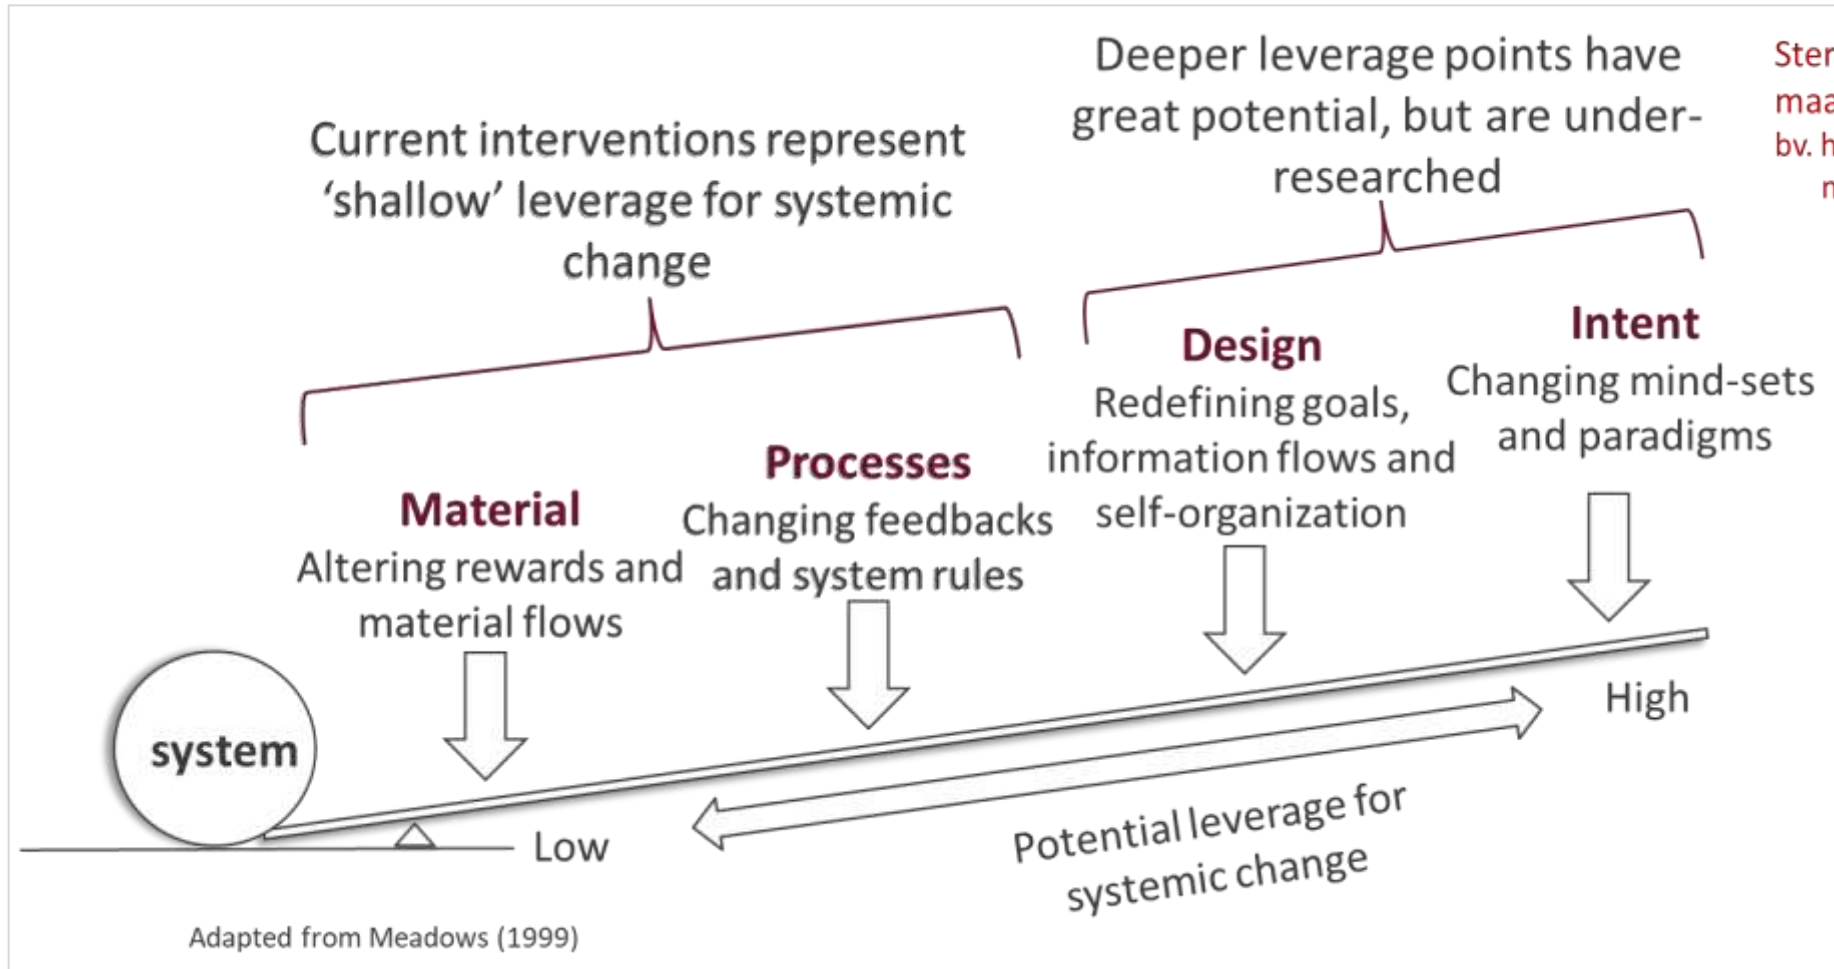 Current interventions represent
‘shallow’ leverage for systemic
change
Deeper leverage points have
great potential, but are under-
researched
bv.
Material
Altering rewards and
material flows
Processes
Changing feedbacks
and system rules
Design
Redefining goals,
information flows and
self-organization
Intent
Changing mind-sets
and paradigms
system
Low
High
Potential leverage for
systemic change
Adapted from Meadows (1999)